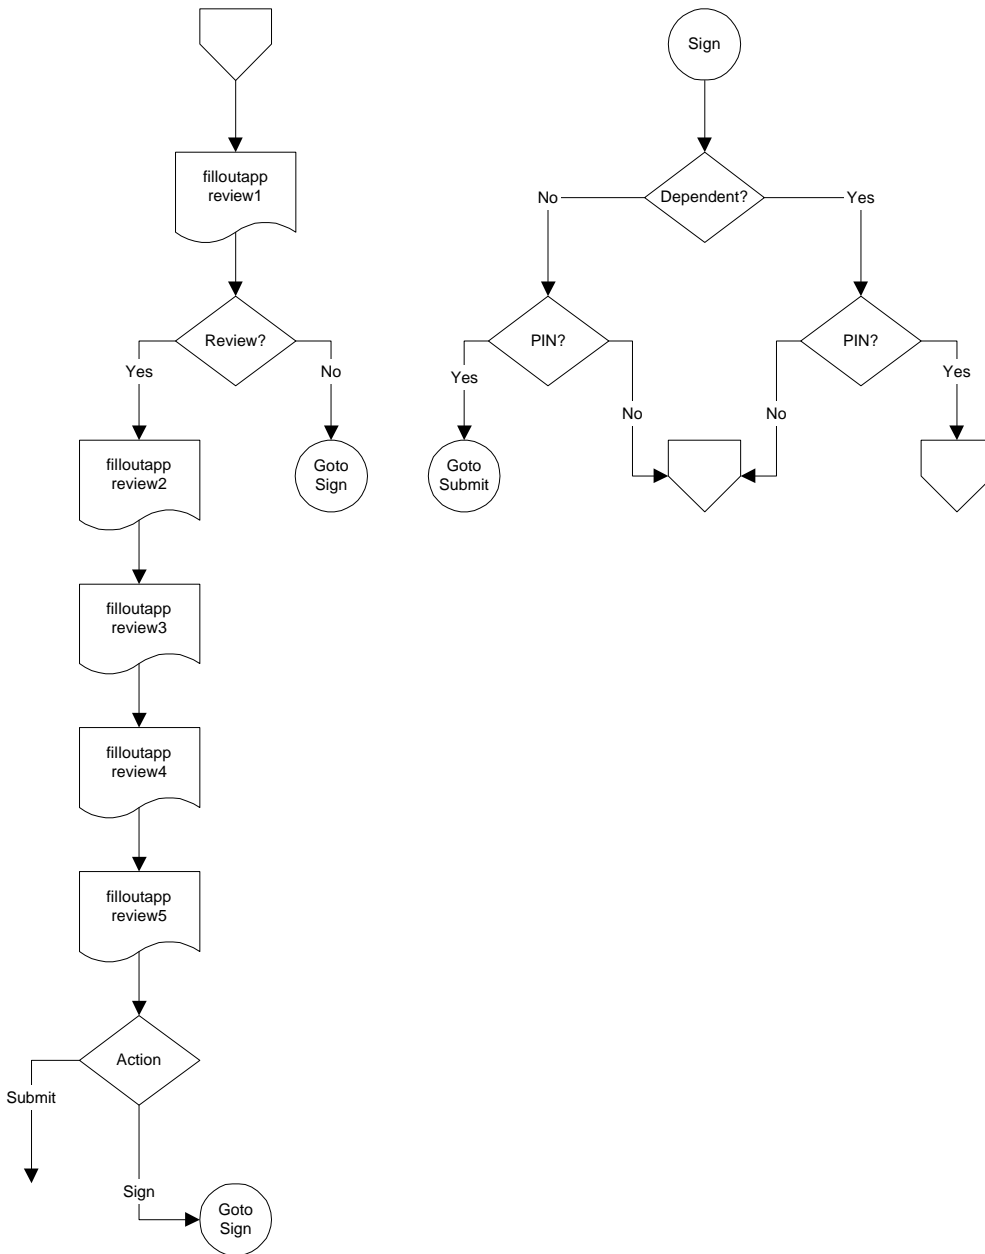 filloutapp
review1
Review?
Yes
No
filloutapp
review2
Goto
Sign
filloutapp
review3
filloutapp
review4
filloutapp
review5
Action
Submit
Sign
Goto
Sign
Sign
Dependent?
No
Yes
PIN?
PIN?
Yes
No
No
Yes
Goto
Submit